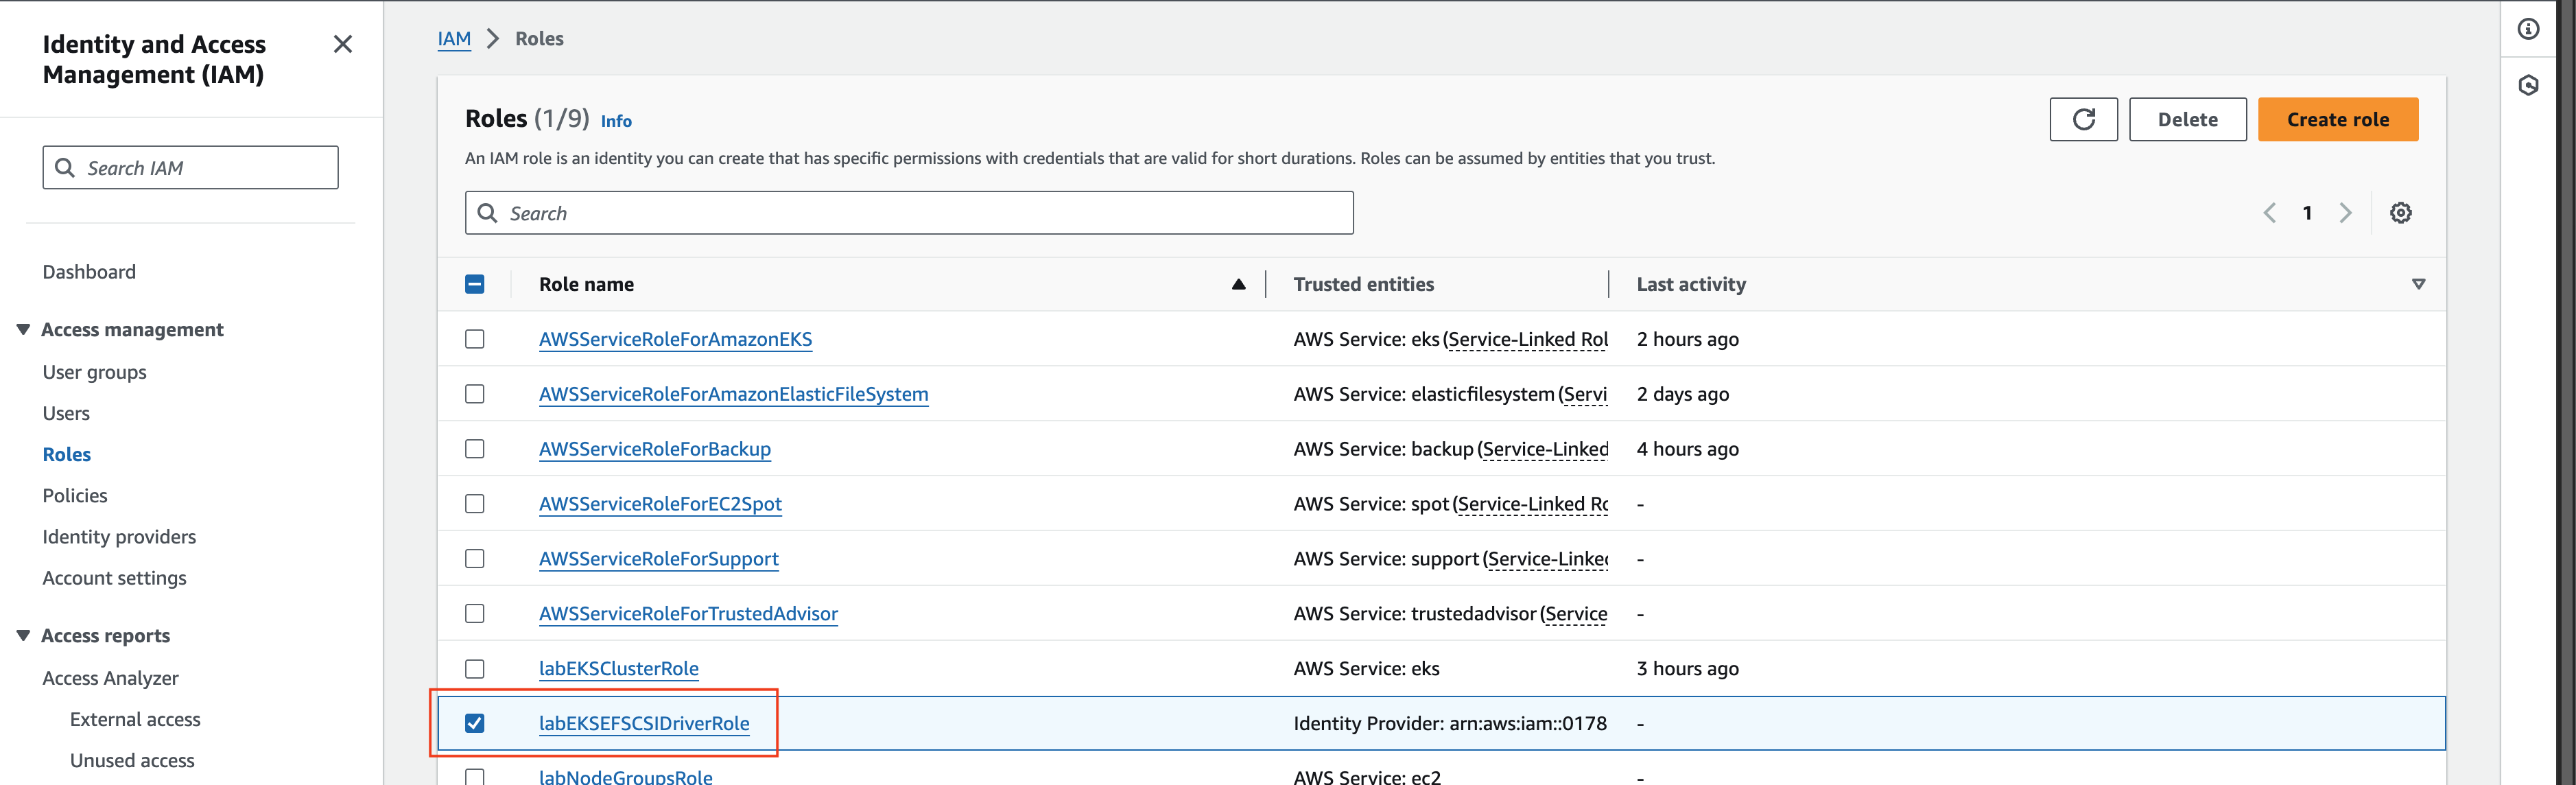 Identity and Access
Management (IAM)
Search IAM
Dashboard
Access management
User groups
Users
Roles
Policies
Identity providers
Account settings
Access reports
Access Analyzer
External access
Unused access
IAM > Roles
Roles (1/9) Info
Delete
Create role
An IAM role is an identity you can create that has specific permissions with credentials that are valid for short durations. Roles can be assumed by entities that you trust.
Search
1
Role name Trusted entities Last activity
AWSServiceRoleForAmazonEKS AWS Service: eks (Service-Linked Rol 2 hours ago
AWSServiceRoleForAmazonElasticFileSystem AWS Service: elasticfilesystem (Servi 2 days ago
AWSServiceRoleForBackup AWS Service: backup (Service-Linked 4 hours ago
AWSServiceRoleForEC2Spot AWS Service: spot (Service-Linked Ro -
AWSServiceRoleForSupport AWS Service: support (Service-Linked -
AWSServiceRoleForTrustedAdvisor AWS Service: trustedadvisor (Service -
labEKSClusterRole AWS Service: eks 3 hours ago
labEKSEFSCSIDriverRole Identity Provider: arn:aws:iam::0178 -
labNodeGroupsRole AWS Service: ec2 -